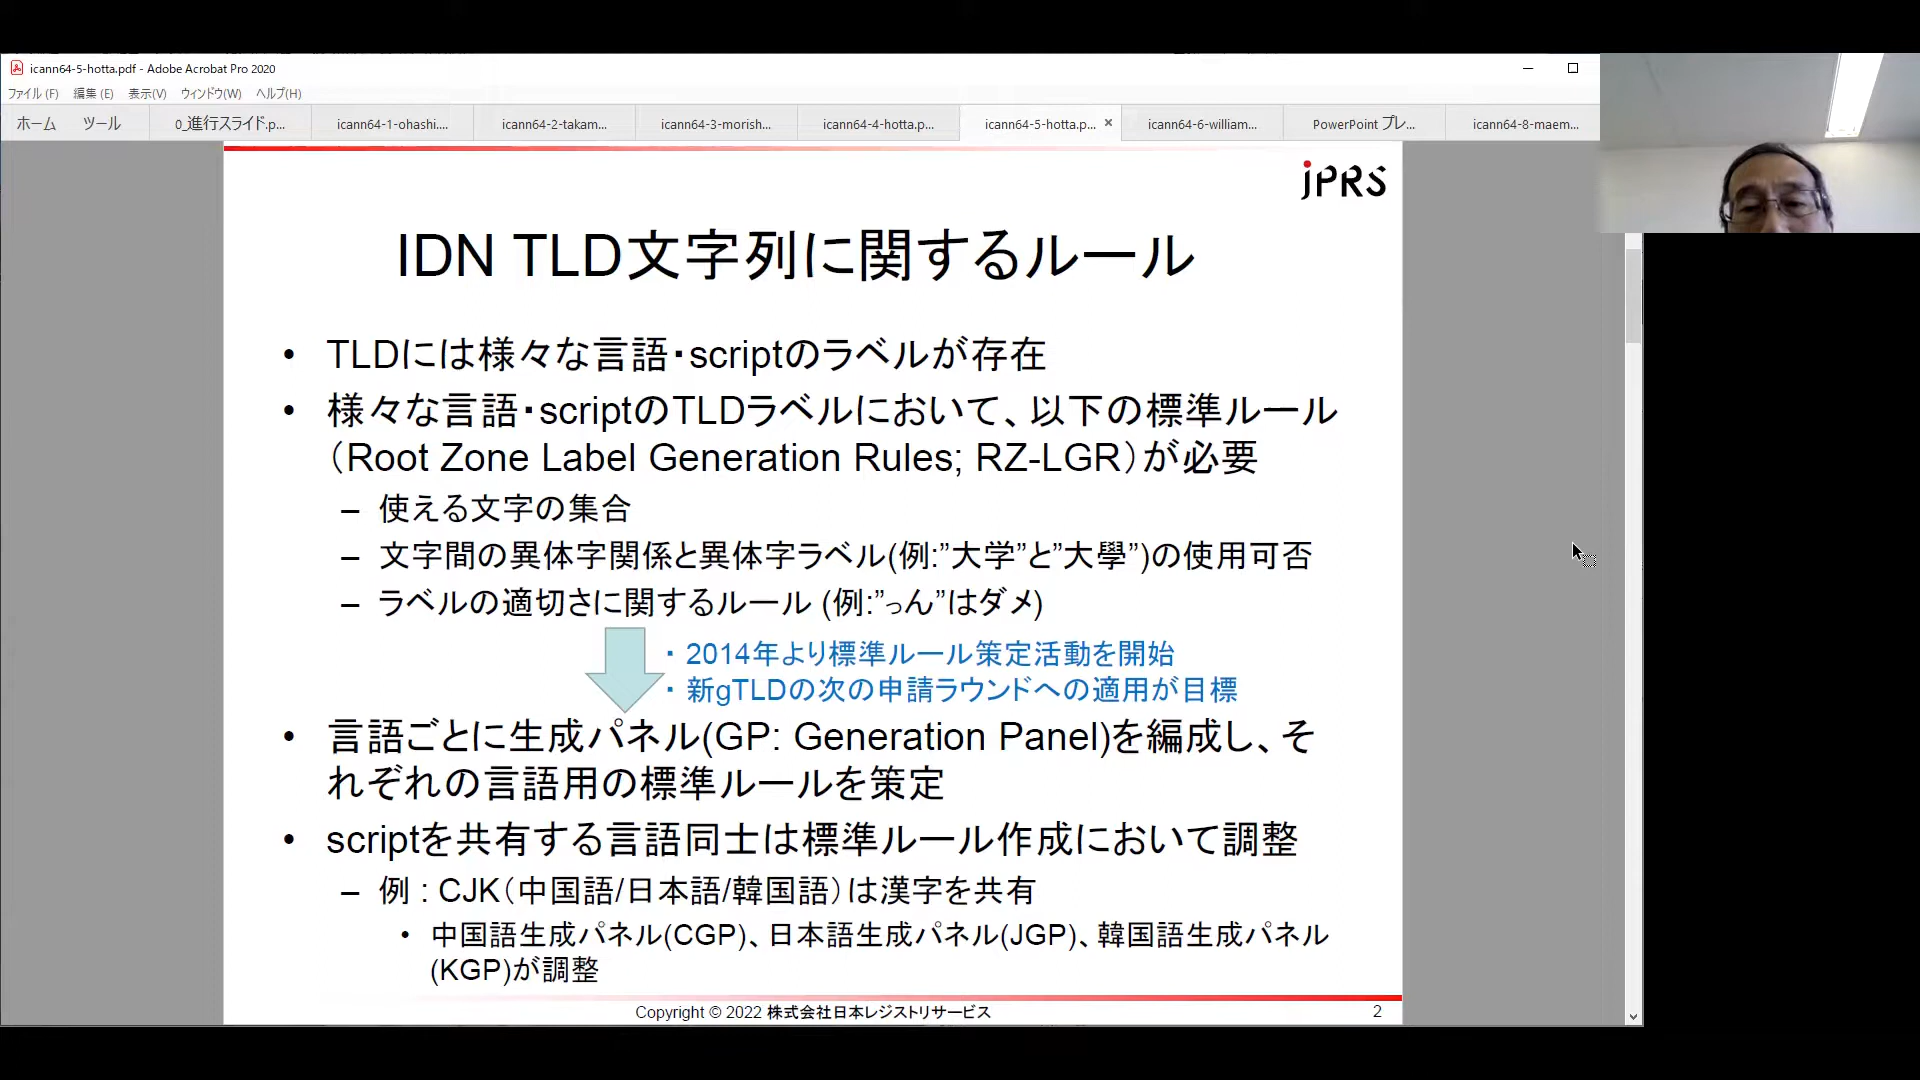 icann64-5-hotta.pdf - Adobe Acrobat Pro 2020
ファイル(F) 編集(E) 表示(V) ウィンドウ(W) ヘルプ(H)
ホーム ツール 0_進行スライド.p... icann64-1-ohashi.... icann64-2-takam... icann64-3-morish... icann64-4-hotta.p... icann64-5-hotta.p... × icann64-6-william... PowerPoint プレ... icann64-8-maem...
jPRS
IDN TLD文字列に関するルール
• TLDには様々な言語・scriptのラベルが存在
• 様々な言語・scriptのTLDラベルにおいて、以下の標準ルール
（Root Zone Label Generation Rules; RZ-LGR）が必要
– 使える文字の集合
– 文字間の異体字関係と異体字ラベル(例:”大学”と”大學”)の使用可否
– ラベルの適切さに関するルール (例:”っん”はダメ)
・ 2014年より標準ルール策定活動を開始
・ 新gTLDの次の申請ラウンドへの適用が目標
• 言語ごとに生成パネル(GP: Generation Panel)を編成し、そ
れぞれの言語用の標準ルールを策定
• scriptを共有する言語同士は標準ルール作成において調整
– 例 : CJK（中国語/日本語/韓国語）は漢字を共有
• 中国語生成パネル(CGP)、日本語生成パネル(JGP)、韓国語生成パネル
(KGP)が調整
Copyright © 2022 株式会社日本レジストリサービス 2